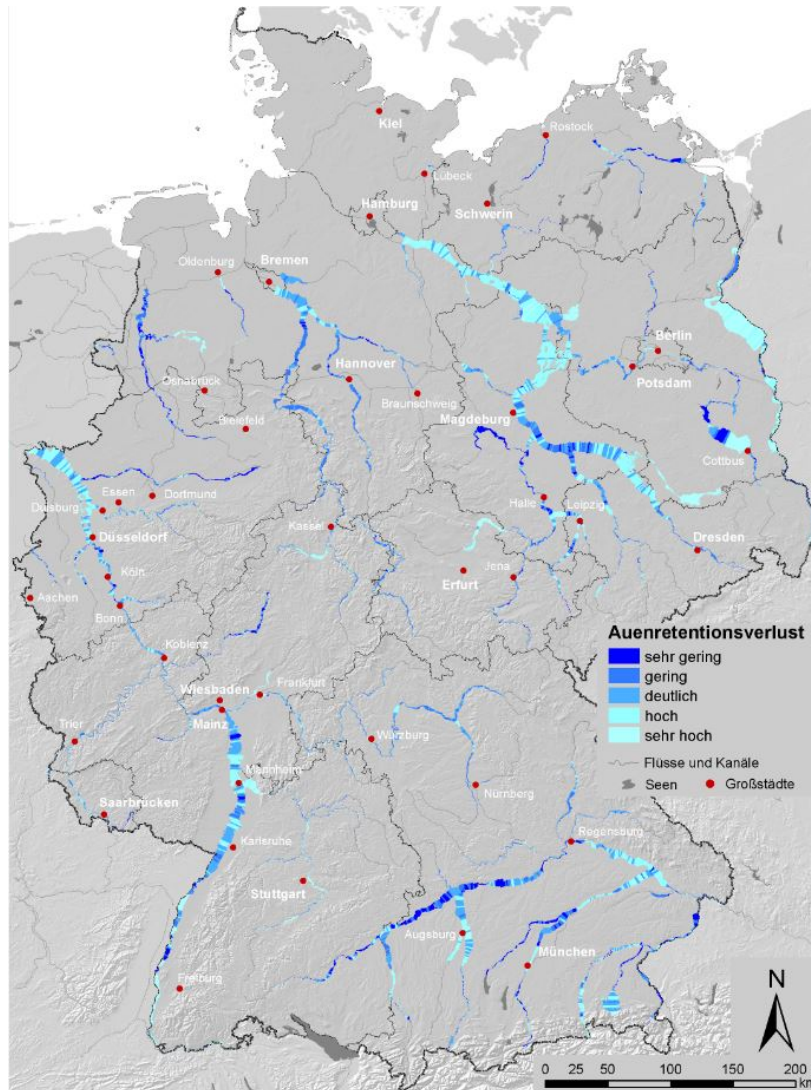 Kiel
Rostock
Lübeck
Hamburg
Schwerin
Oldenburg
Bremen
Berlin
Hannover
Potsdam
Osnabrück
Braunschweig
Magdeburg
Bielefeld
Cottbus
Essen
Dortmund
Duisburg
Halle
Leipzig
Kassel
Düsseldorf
Dresden
Köln
Erfurt
Jena
Aachen
Bonn
Koblenz
Auenretentionsverlust
sehr gering
gering
deutlich
hoch
sehr hoch
Flüsse und Kanäle
Seen
Großstädte
Wiesbaden
Frankfurt
Mainz
Trier
Würzburg
Mannheim
Nürnberg
Saarbrücken
Karlsruhe
Regensburg
Stuttgart
Augsburg
München
Freiburg
N
0 50 100 150 200
km